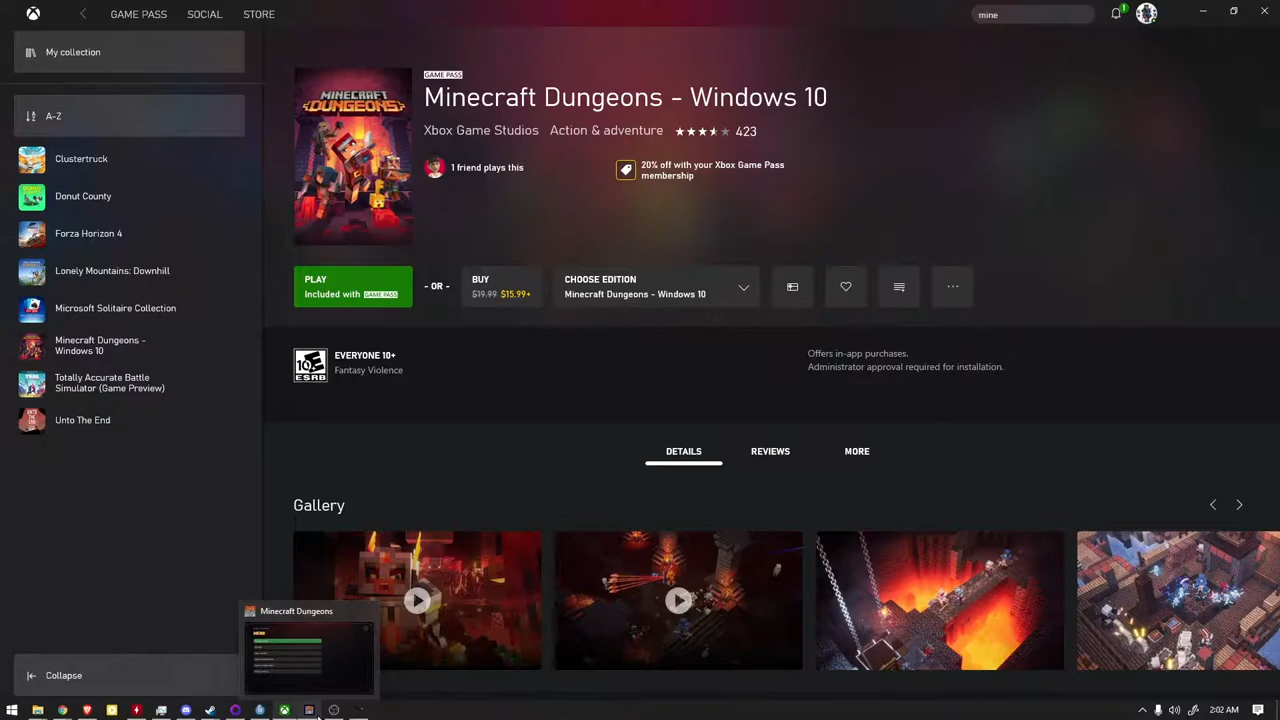 GAME PASS
SOCIAL
STORE
mine
1
My collection
A-Z
Clustertruck
Donut County
Forza Horizon 4
Lonely Mountains: Downhill
Microsoft Solitaire Collection
Minecraft Dungeons -
Windows 10
Totally Accurate Battle
Simulator (Game Preview)
Unto The End
Collapse
MINECRAFT
DUNGEONS
GAME PASS
Minecraft Dungeons - Windows 10
Xbox Game Studios Action & adventure 423
1 friend plays this
20% off with your Xbox Game Pass
membership
PLAY
Included with GAME PASS
- OR -
BUY
$19.99 $15.99+
CHOOSE EDITION
Minecraft Dungeons - Windows 10
...
EVERYONE 10+
Fantasy Violence
ESRB
Offers in-app purchases.
Administrator approval required for installation.
DETAILS
REVIEWS
MORE
Gallery
Minecraft Dungeons
MENU
2:02 AM